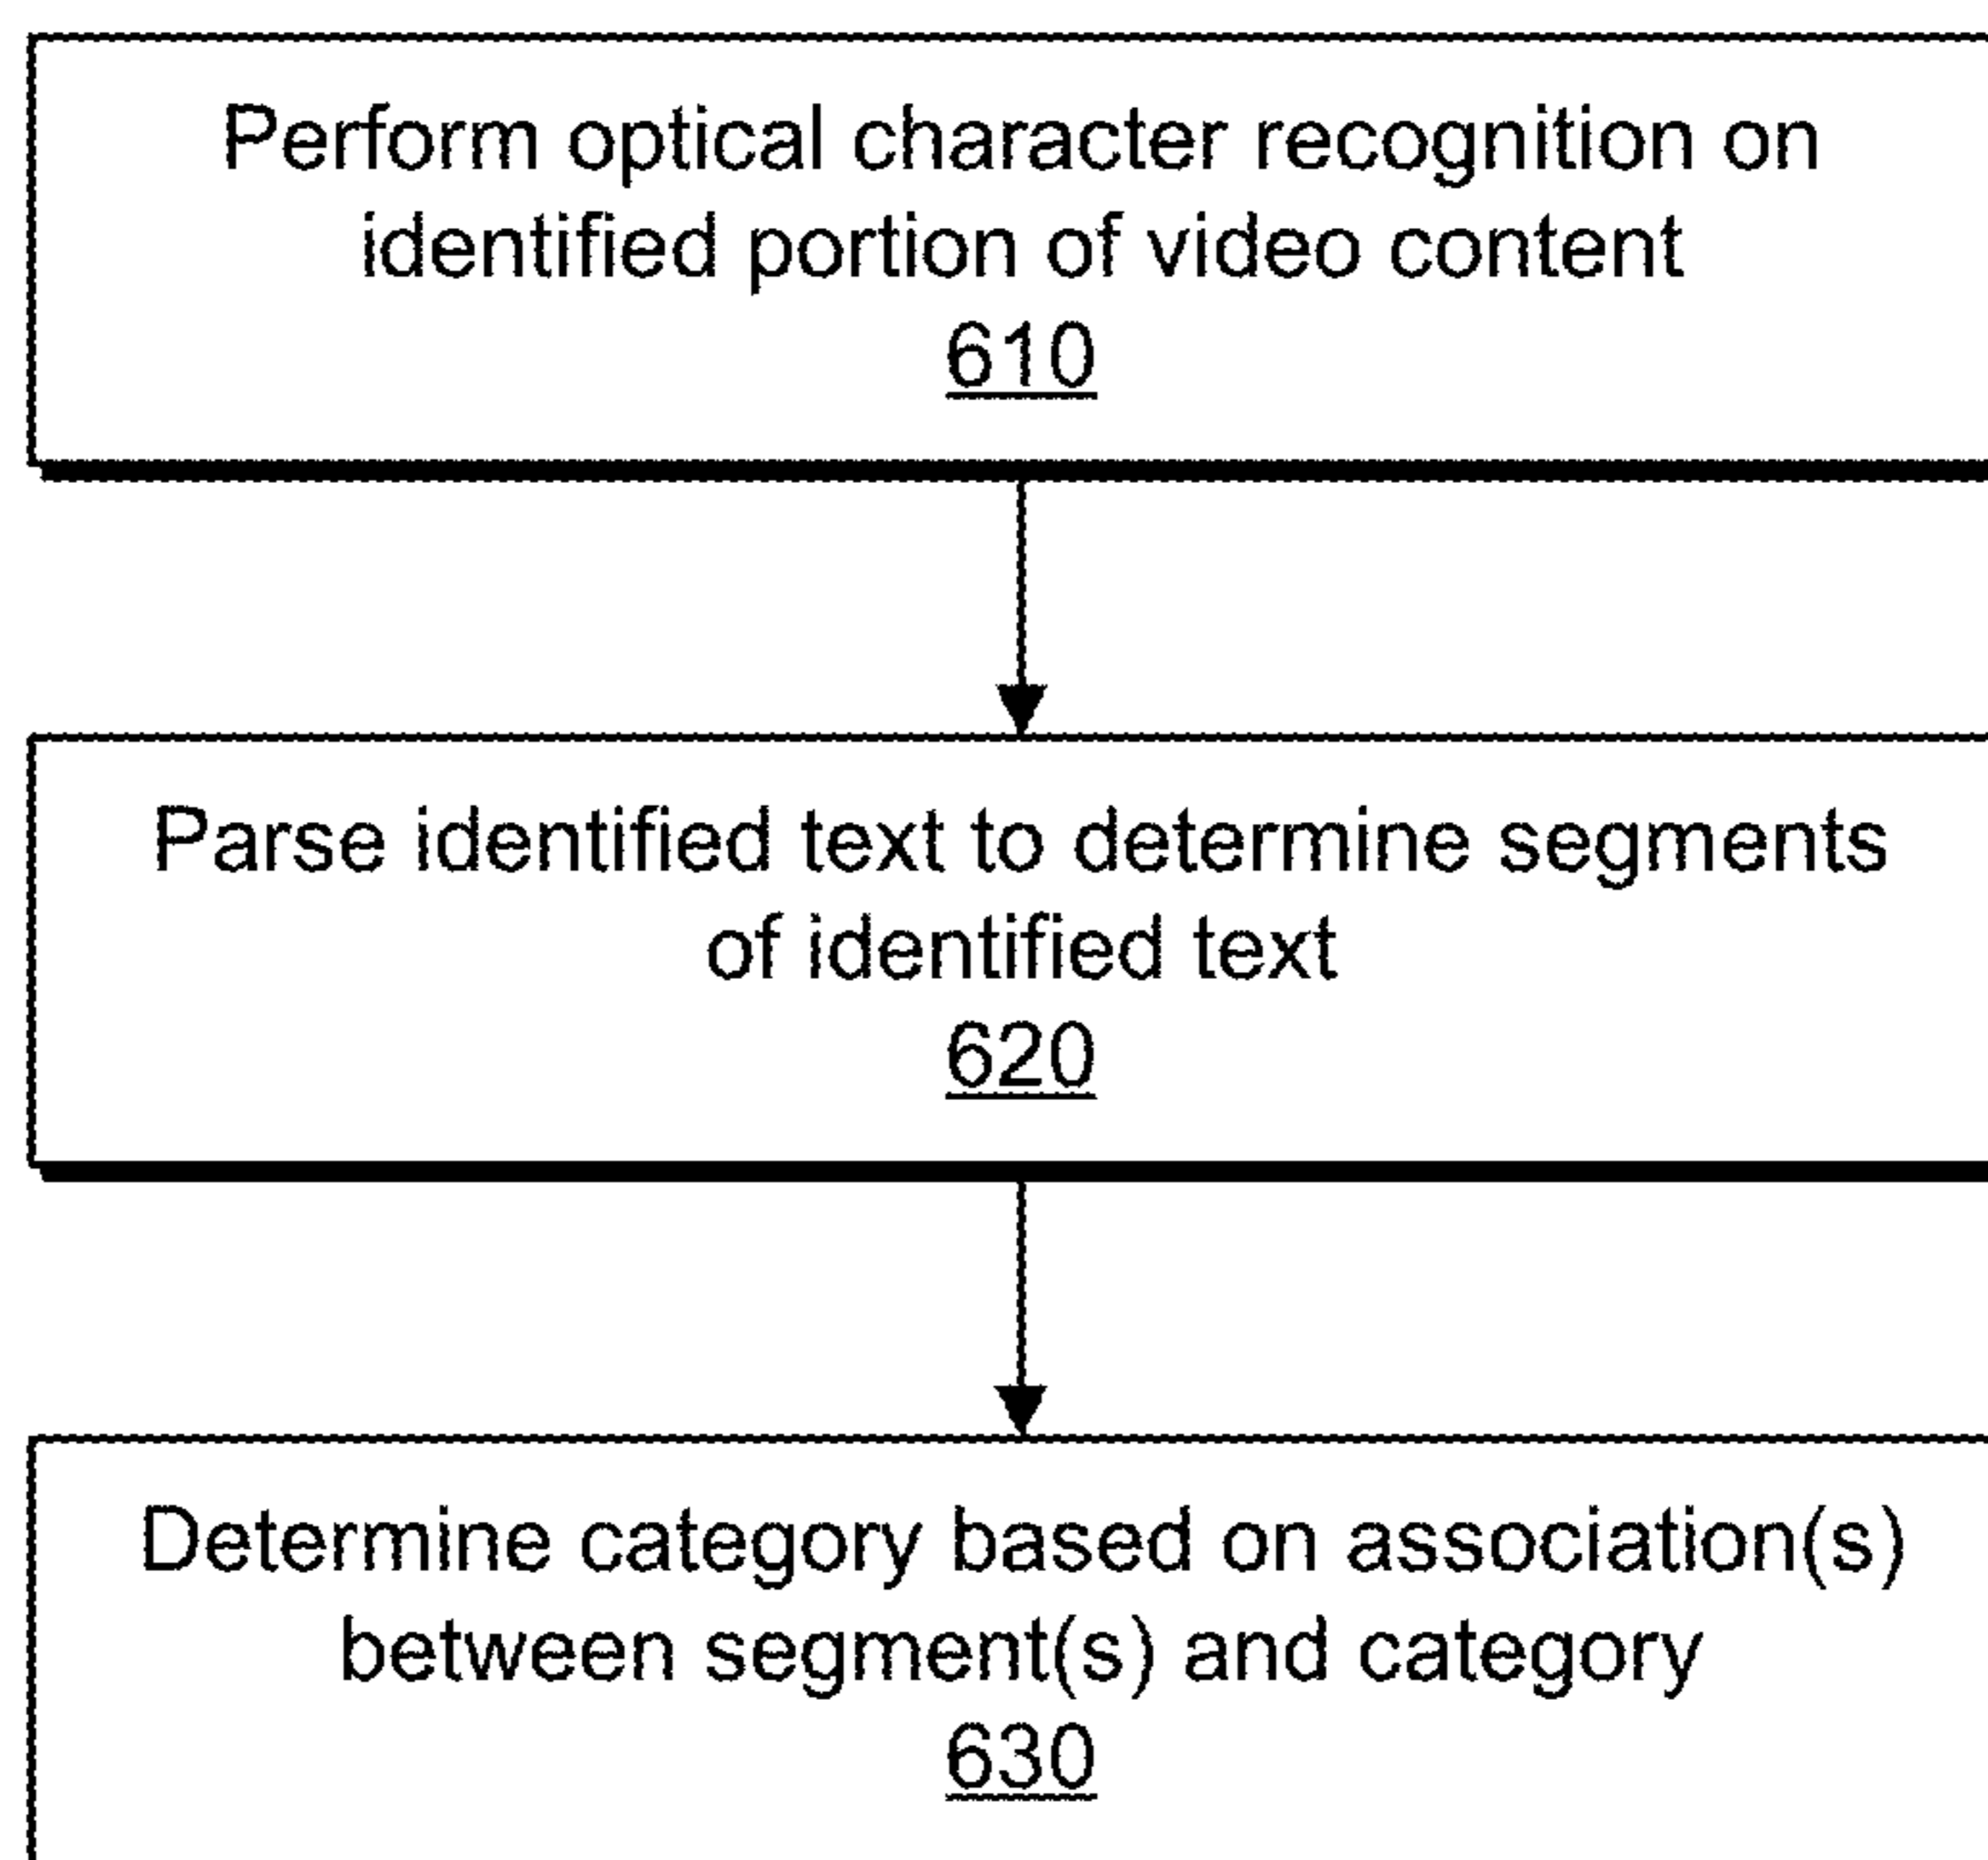 Perform optical character recognition on
identified portion of video content
610
Parse identified text to determine segments
of identified text
620
Determine category based on association(s)
between segment(s) and category
630